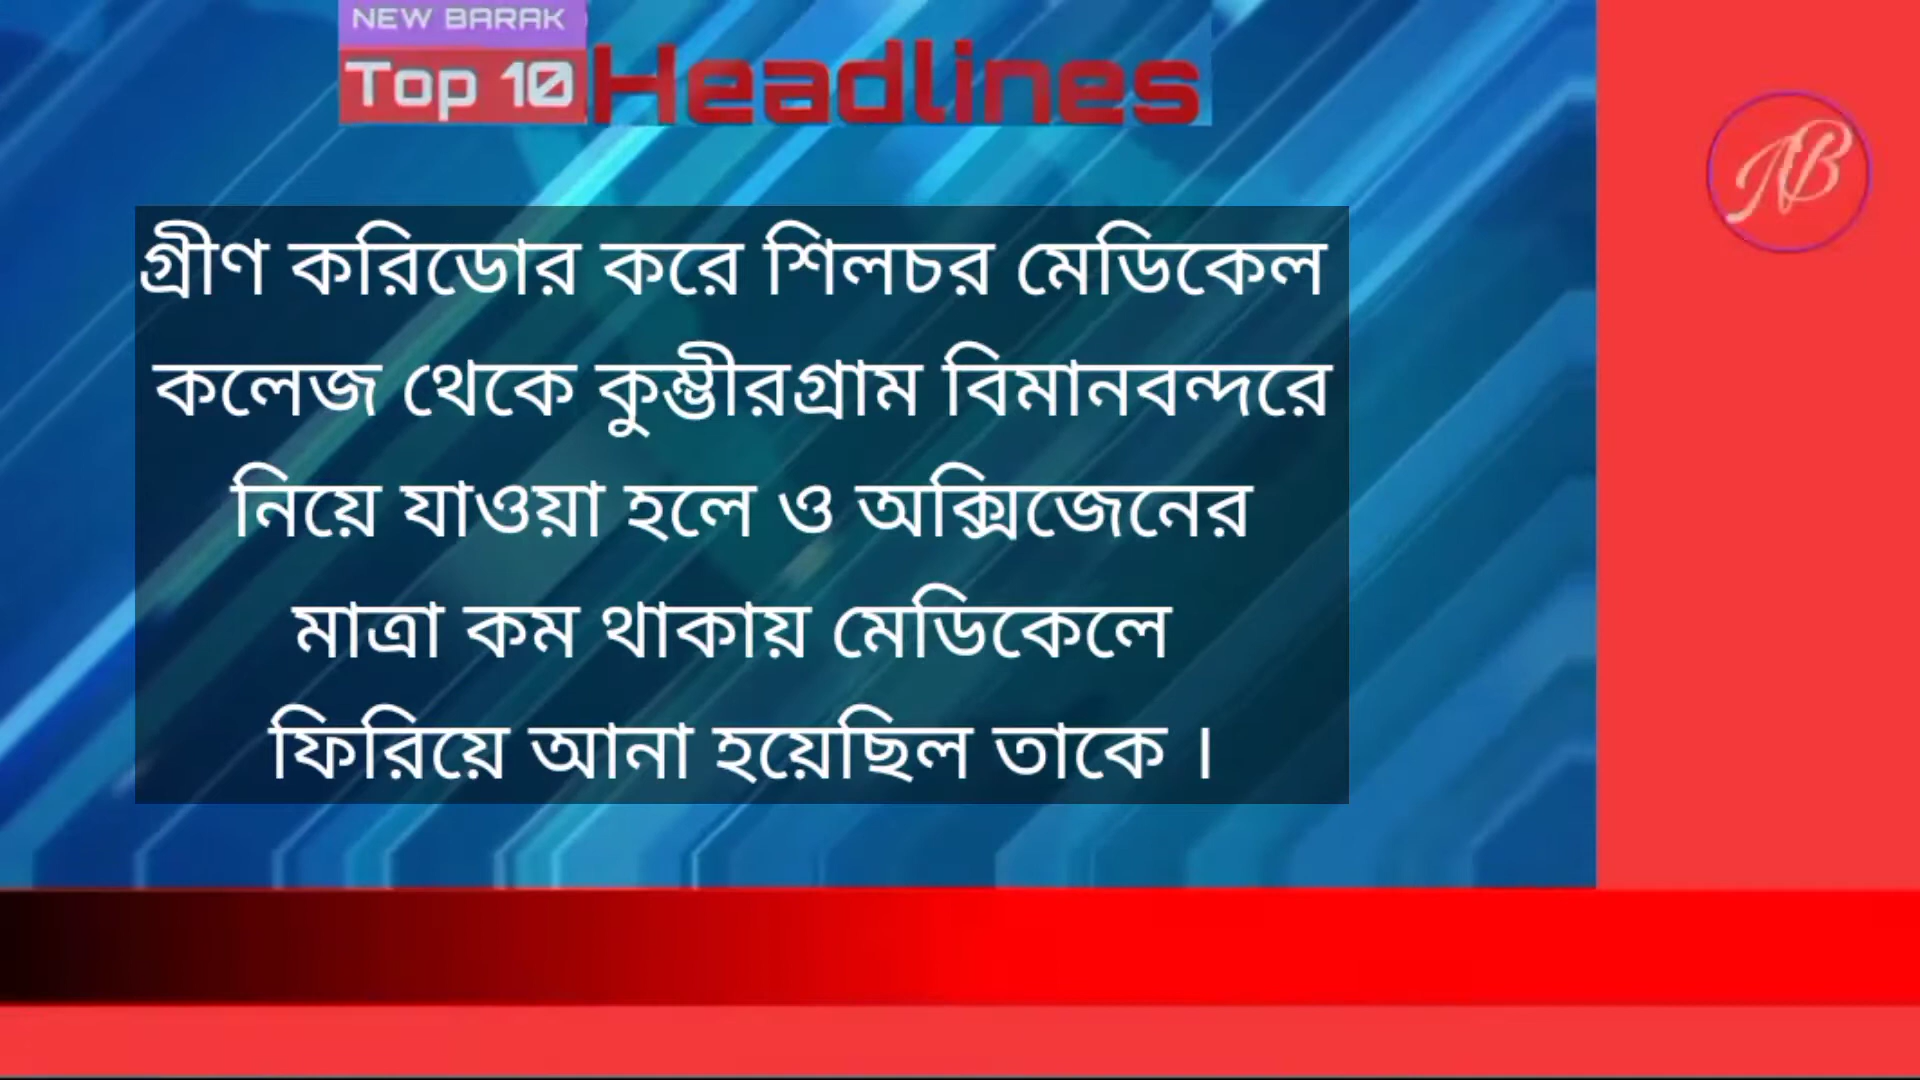 NEW BARAK
Top 10 Headlines
NB
গ্রীণ করিডোর করে শিলচর মেডিকেল
কলেজ থেকে কুম্ভীরগ্রাম বিমানবন্দরে
নিয়ে যাওয়া হলে ও অক্সিজেনের
মাত্রা কম থাকায় মেডিকেলে
ফিরিয়ে আনা হয়েছিল তাকে ।